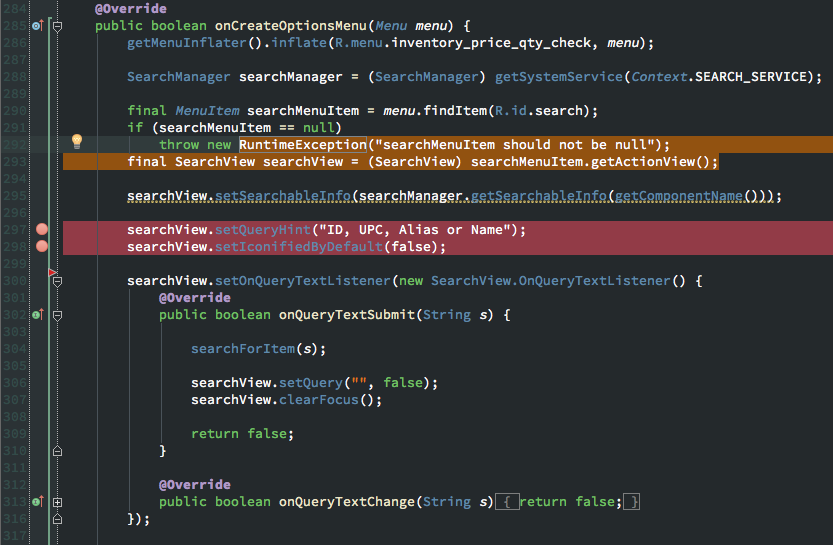 284 @Override
285 public boolean onCreateOptionsMenu(Menu menu) {
286 getMenuInflater().inflate(R.menu.inventory_price_qty_check, menu);
287
288 SearchManager searchManager = (SearchManager) getSystemService(Context.SEARCH_SERVICE);
289
290 final MenuItem searchMenuItem = menu.findItem(R.id.search);
291 if (searchMenuItem == null)
292 throw new RuntimeException("searchMenuItem should not be null");
293 final SearchView searchView = (SearchView) searchMenuItem.getActionView();
294
295 searchView.setSearchableInfo(searchManager.getSearchableInfo(getComponentName()));
296
297 searchView.setQueryHint("ID, UPC, Alias or Name");
298 searchView.setIconifiedByDefault(false);
299
300 searchView.setOnQueryTextListener(new SearchView.OnQueryTextListener() {
301 @Override
302 public boolean onQueryTextSubmit(String s) {
303
304 searchForItem(s);
305
306 searchView.setQuery("", false);
307 searchView.clearFocus();
308
309 return false;
310 }
311
312 @Override
313 public boolean onQueryTextChange(String s) { return false; }
316 });
317